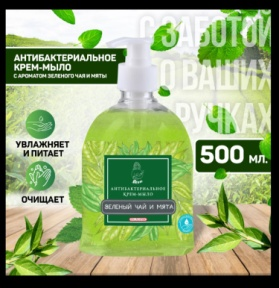 С ЗАБОТОЙ
О ВАШИХ
РУЧКАХ
АНТИБАКТЕРИАЛЬНОЕ
КРЕМ-МЫЛО
С АРОМАТОМ ЗЕЛЕНОГО ЧАЯ И МЯТЫ
УВЛАЖНЯЕТ
И ПИТАЕТ
500 МЛ.
ОЧИЩАЕТ
АНТИБАКТЕРИАЛЬНОЕ
КРЕМ-МЫЛО
ЗЕЛЕНЫЙ ЧАЙ И МЯТА